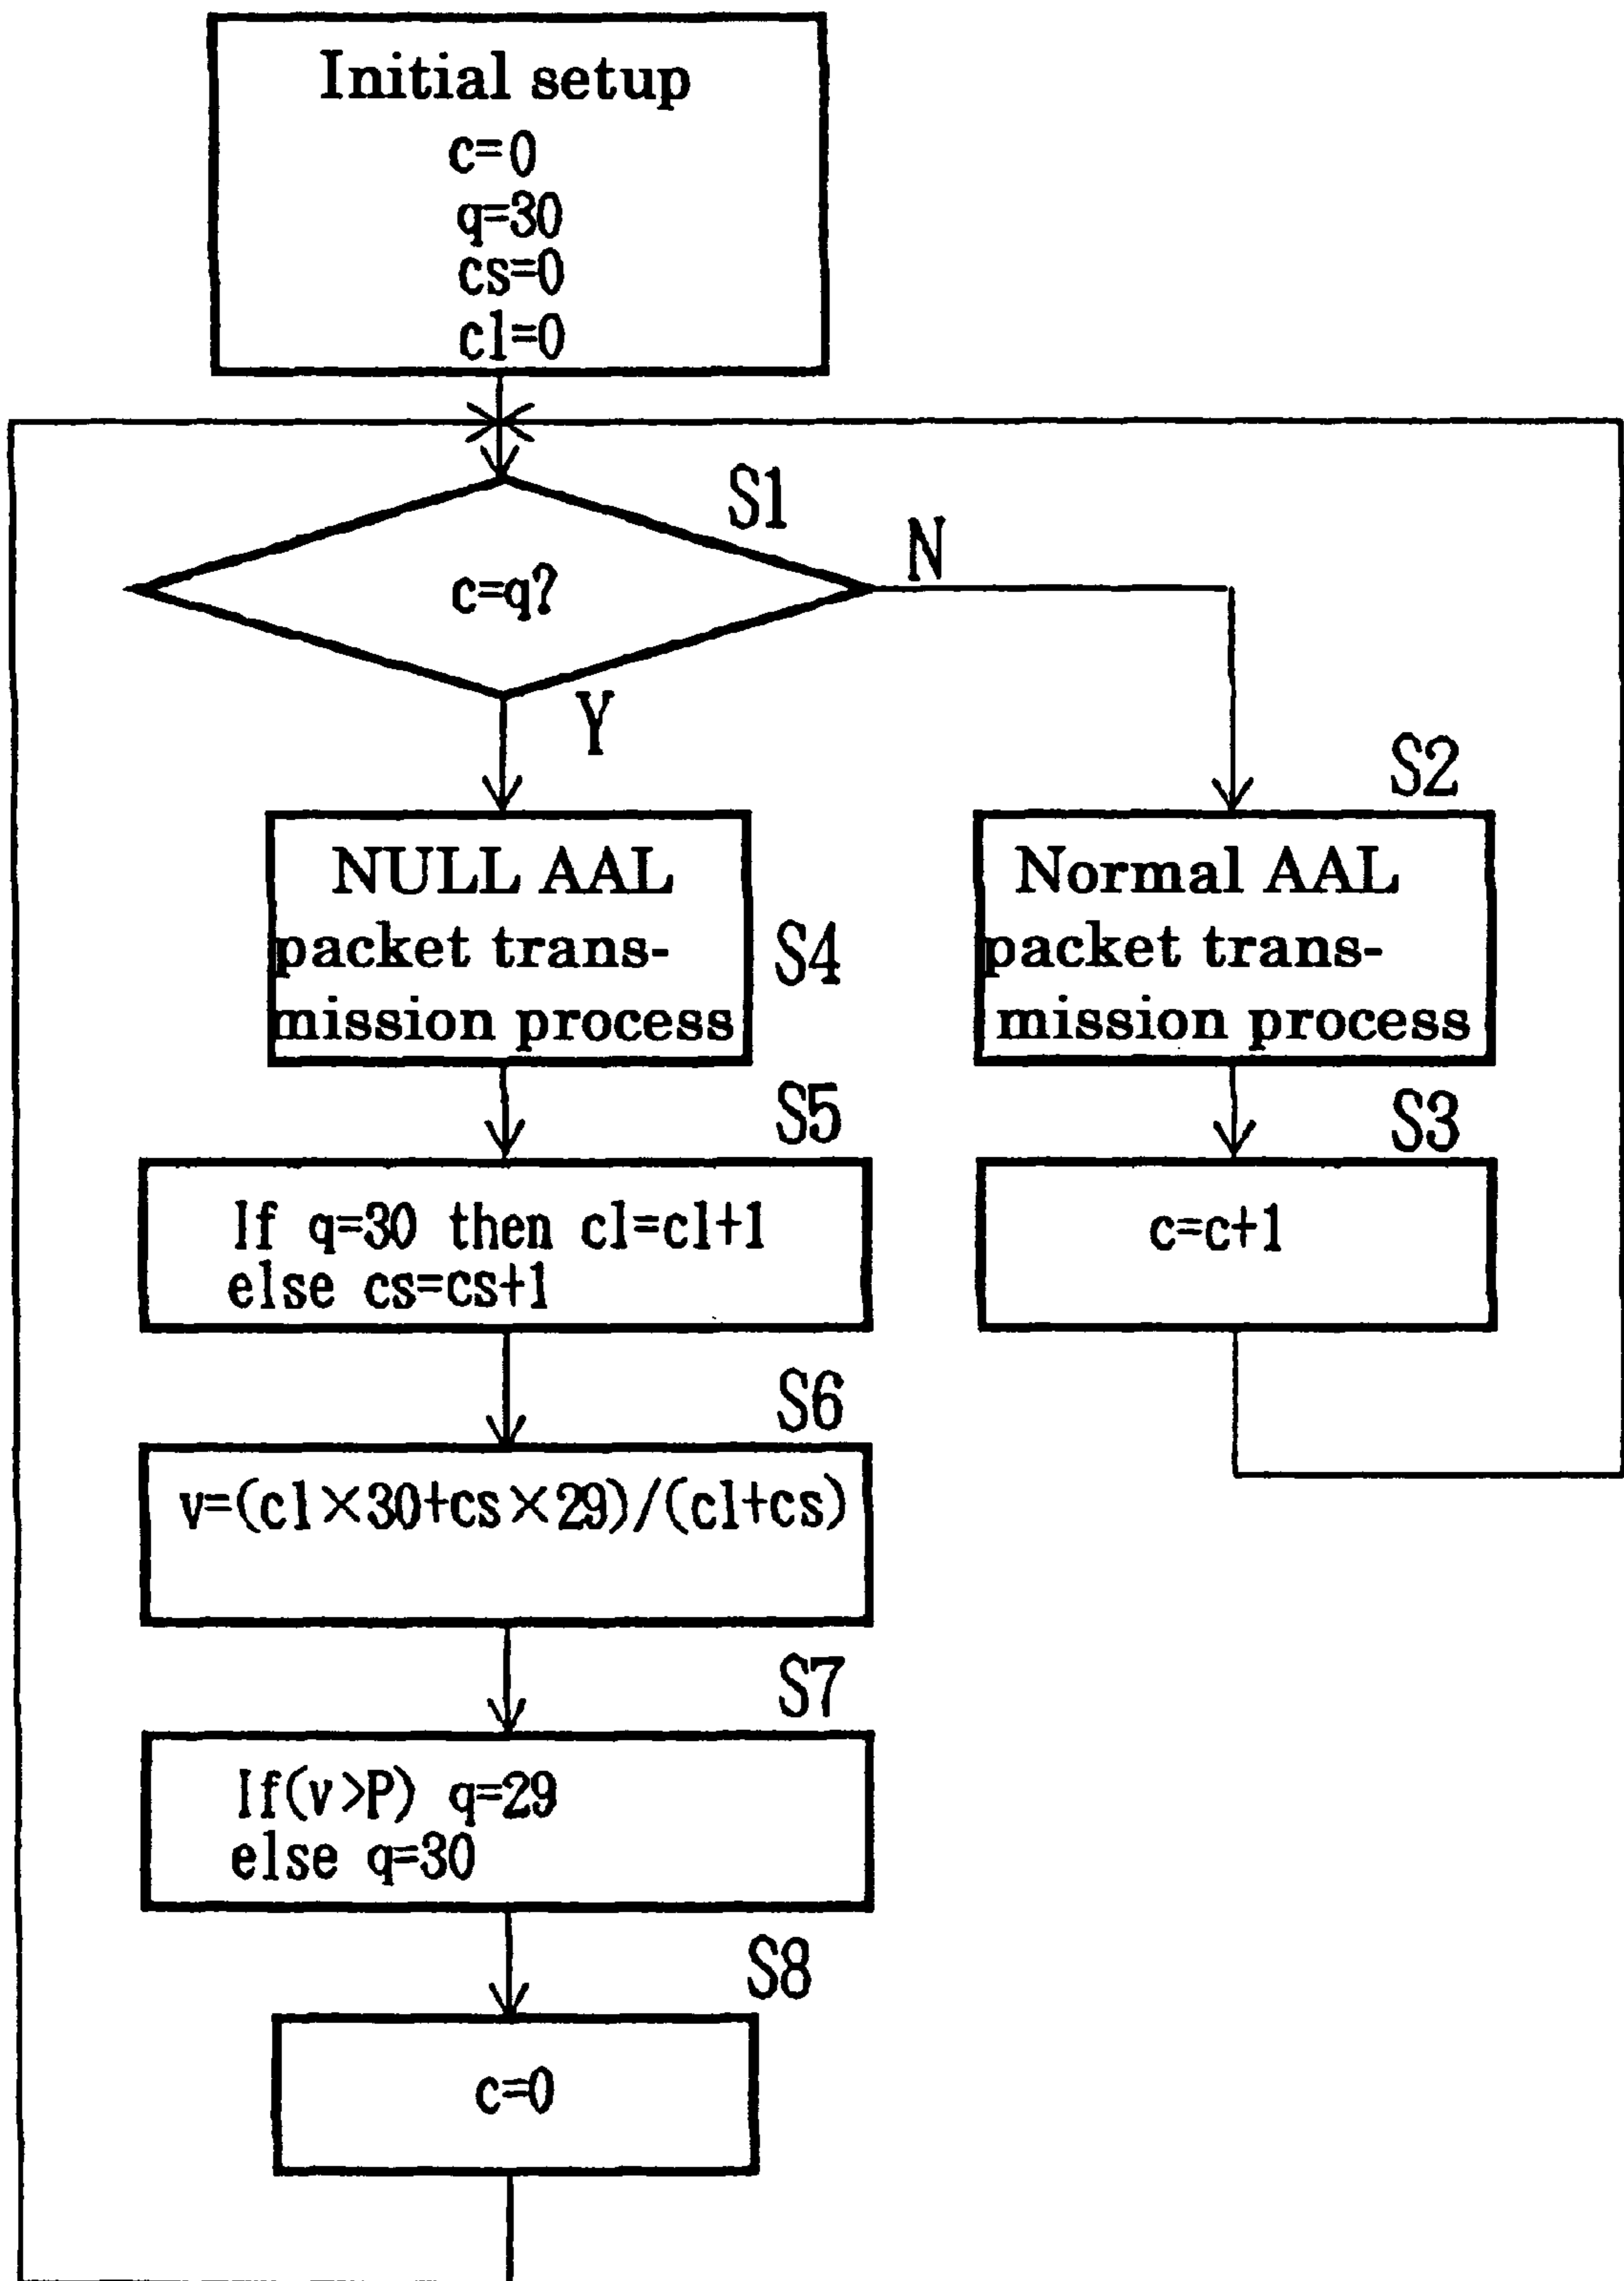 Initial setup
c=0
q=30
cs=0
cl=0
S1
c=q?
N
Y
S2
NULL AAL
packet trans-
mission process
S4
Normal AAL
packet trans-
mission process
S5
If q=30 then cl=cl+1
else cs=cs+1
S3
c=c+1
S6
v=(cl×30+cs×29)/(cl+cs)
S7
If(v>P) q=29
else q=30
S8
c=0